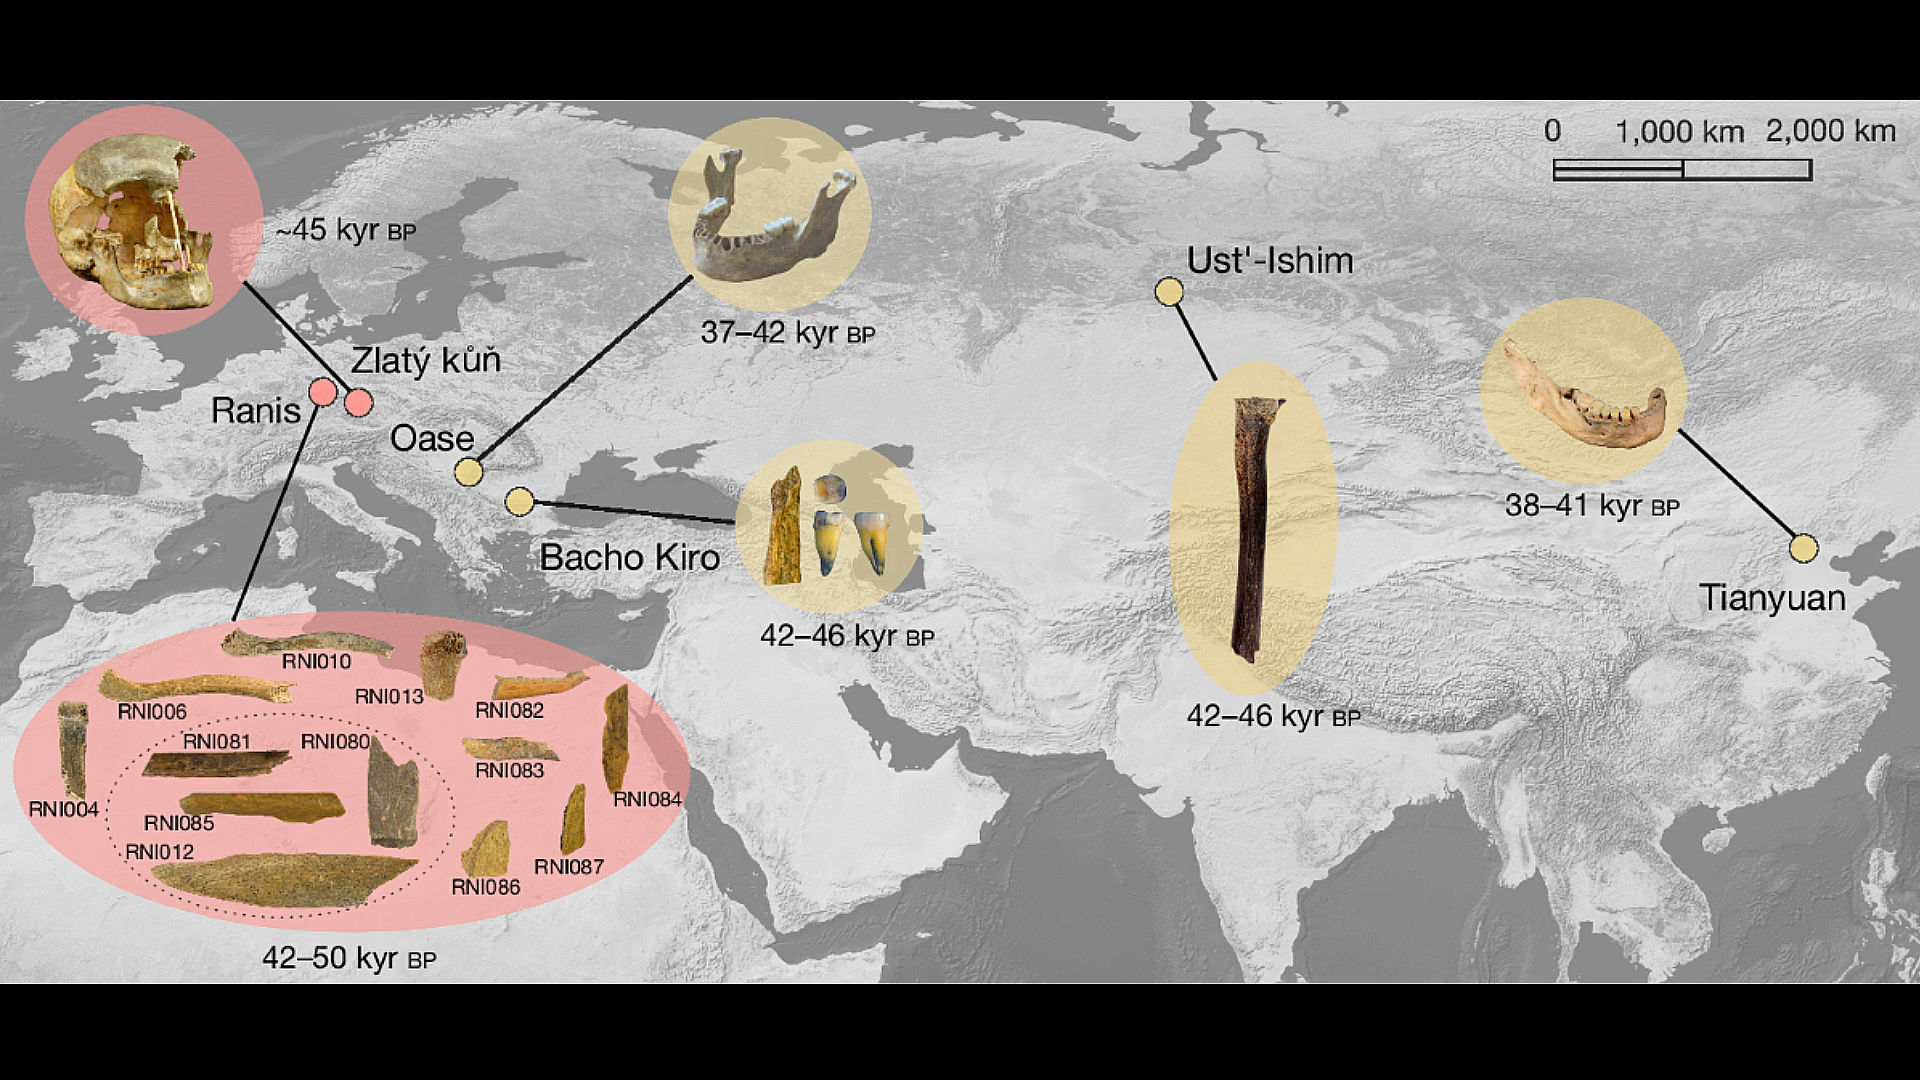 0 1,000 km 2,000 km
~45 kyr BP
Ust'-Ishim
37–42 kyr BP
Zlatý kůň
Ranis
Oase
38–41 kyr BP
Bacho Kiro
Tianyuan
42–46 kyr BP
RNI010
RNI013
RNI082
RNI006
42–46 kyr BP
RNI081
RNI080
RNI083
RNI004
RNI084
RNI085
RNI012
RNI087
RNI086
42–50 kyr BP